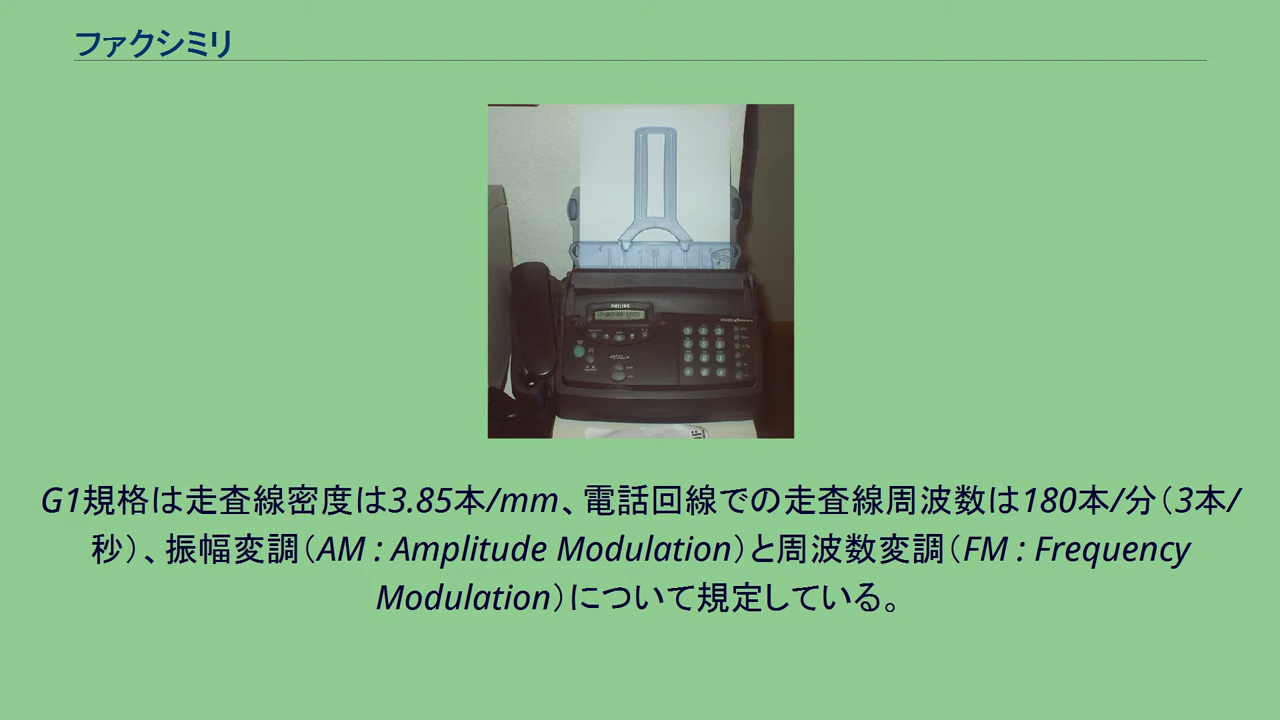 ファクシミリ
PHILIPS
G1規格は走査線密度は3.85本/mm、電話回線での走査線周波数は180本/分（3本/
秒）、振幅変調（AM : Amplitude Modulation）と周波数変調（FM : Frequency
Modulation）について規定している。